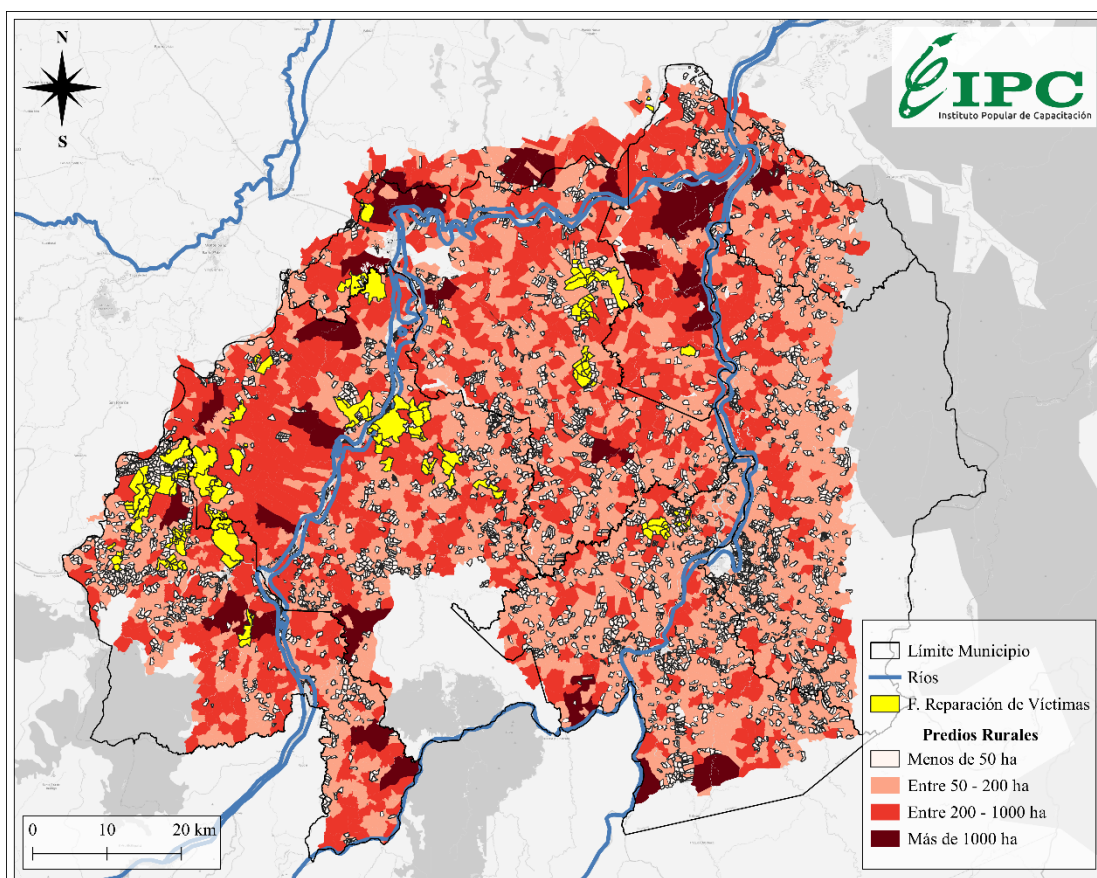 N
S
IPC
Instituto Popular de Capacitación
Límite Municipio
Ríos
F. Reparación de Víctimas
Predios Rurales
Menos de 50 ha
Entre 50 - 200 ha
Entre 200 - 1000 ha
Más de 1000 ha
0 10 20 km